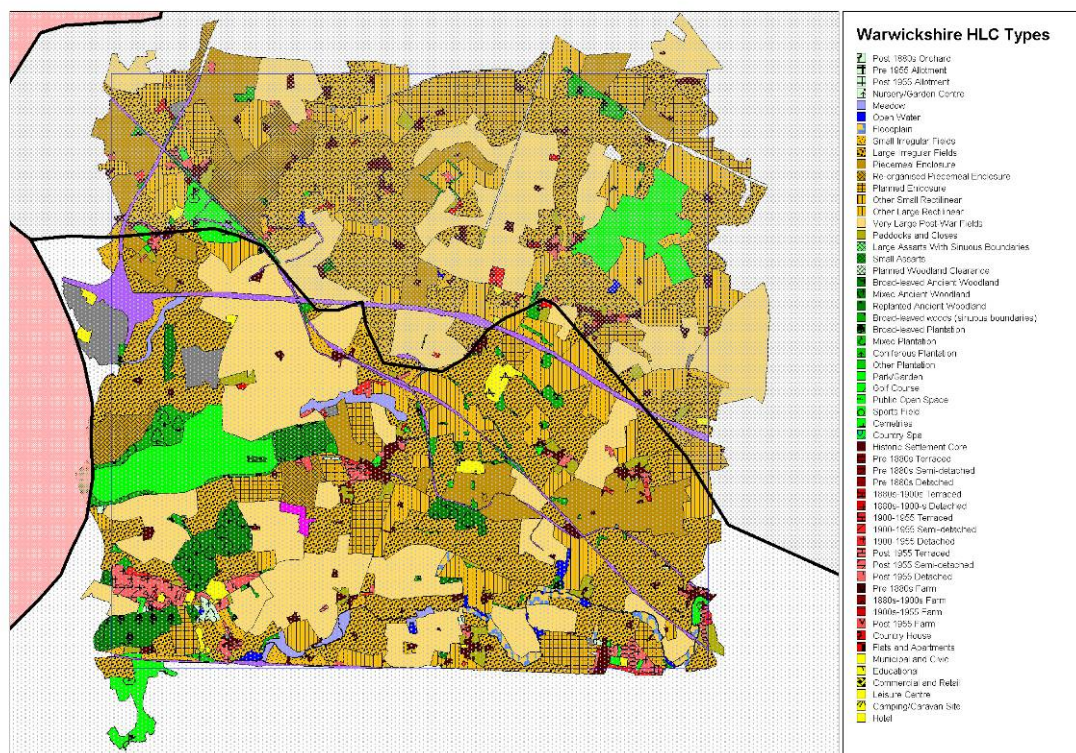 Warwickshire HLC Types
Post 1880s Orchard
Pre 1955 Allotment
Post 1955 Allotment
Nursery/Garden Centre
Meadow
Open Water
Floodplain
Small Irregular Fields
Large Irregular Fields
Piecemeal Enclosure
Re-organised Piecemeal Enclosure
Planned Enclosure
Other Small Rectilinear
Other Large Rectilinear
Very Large Post-War Fields
Paddocks and Closes
Large Assarts With Sinuous Boundaries
Small Assarts
Planned Woodland Clearance
Broad-leaved Ancient Woodland
Mixed Ancient Woodland
Replanted Ancient Woodland
Broad-leaved woods (sinuous boundaries)
Broad-leaved Plantation
Mixed Plantation
Coniferous Plantation
Other Plantation
Park/Garden
Golf Course
Public Open Space
Sports Field
Cemeteries
Country Spa
Historic Settlement Core
Pre 1880s Terraced
Pre 1880s Semi-detached
Pre 1880s Detached
1880s-1900s Terraced
1880s-1900-s Detached
1900-1955 Terraced
1900-1955 Semi-detached
1900-1955 Detached
Post 1955 Terraced
Post 1955 Semi-detached
Post 1955 Detached
Pre 1880s Farm
1880s-1900s Farm
1900s-1955 Farm
Post 1955 Farm
Country House
Flats and Apartments
Municipal and Civic
Educational
Commercial and Retail
Leisure Centre
Camping/Caravan Site
Hotel